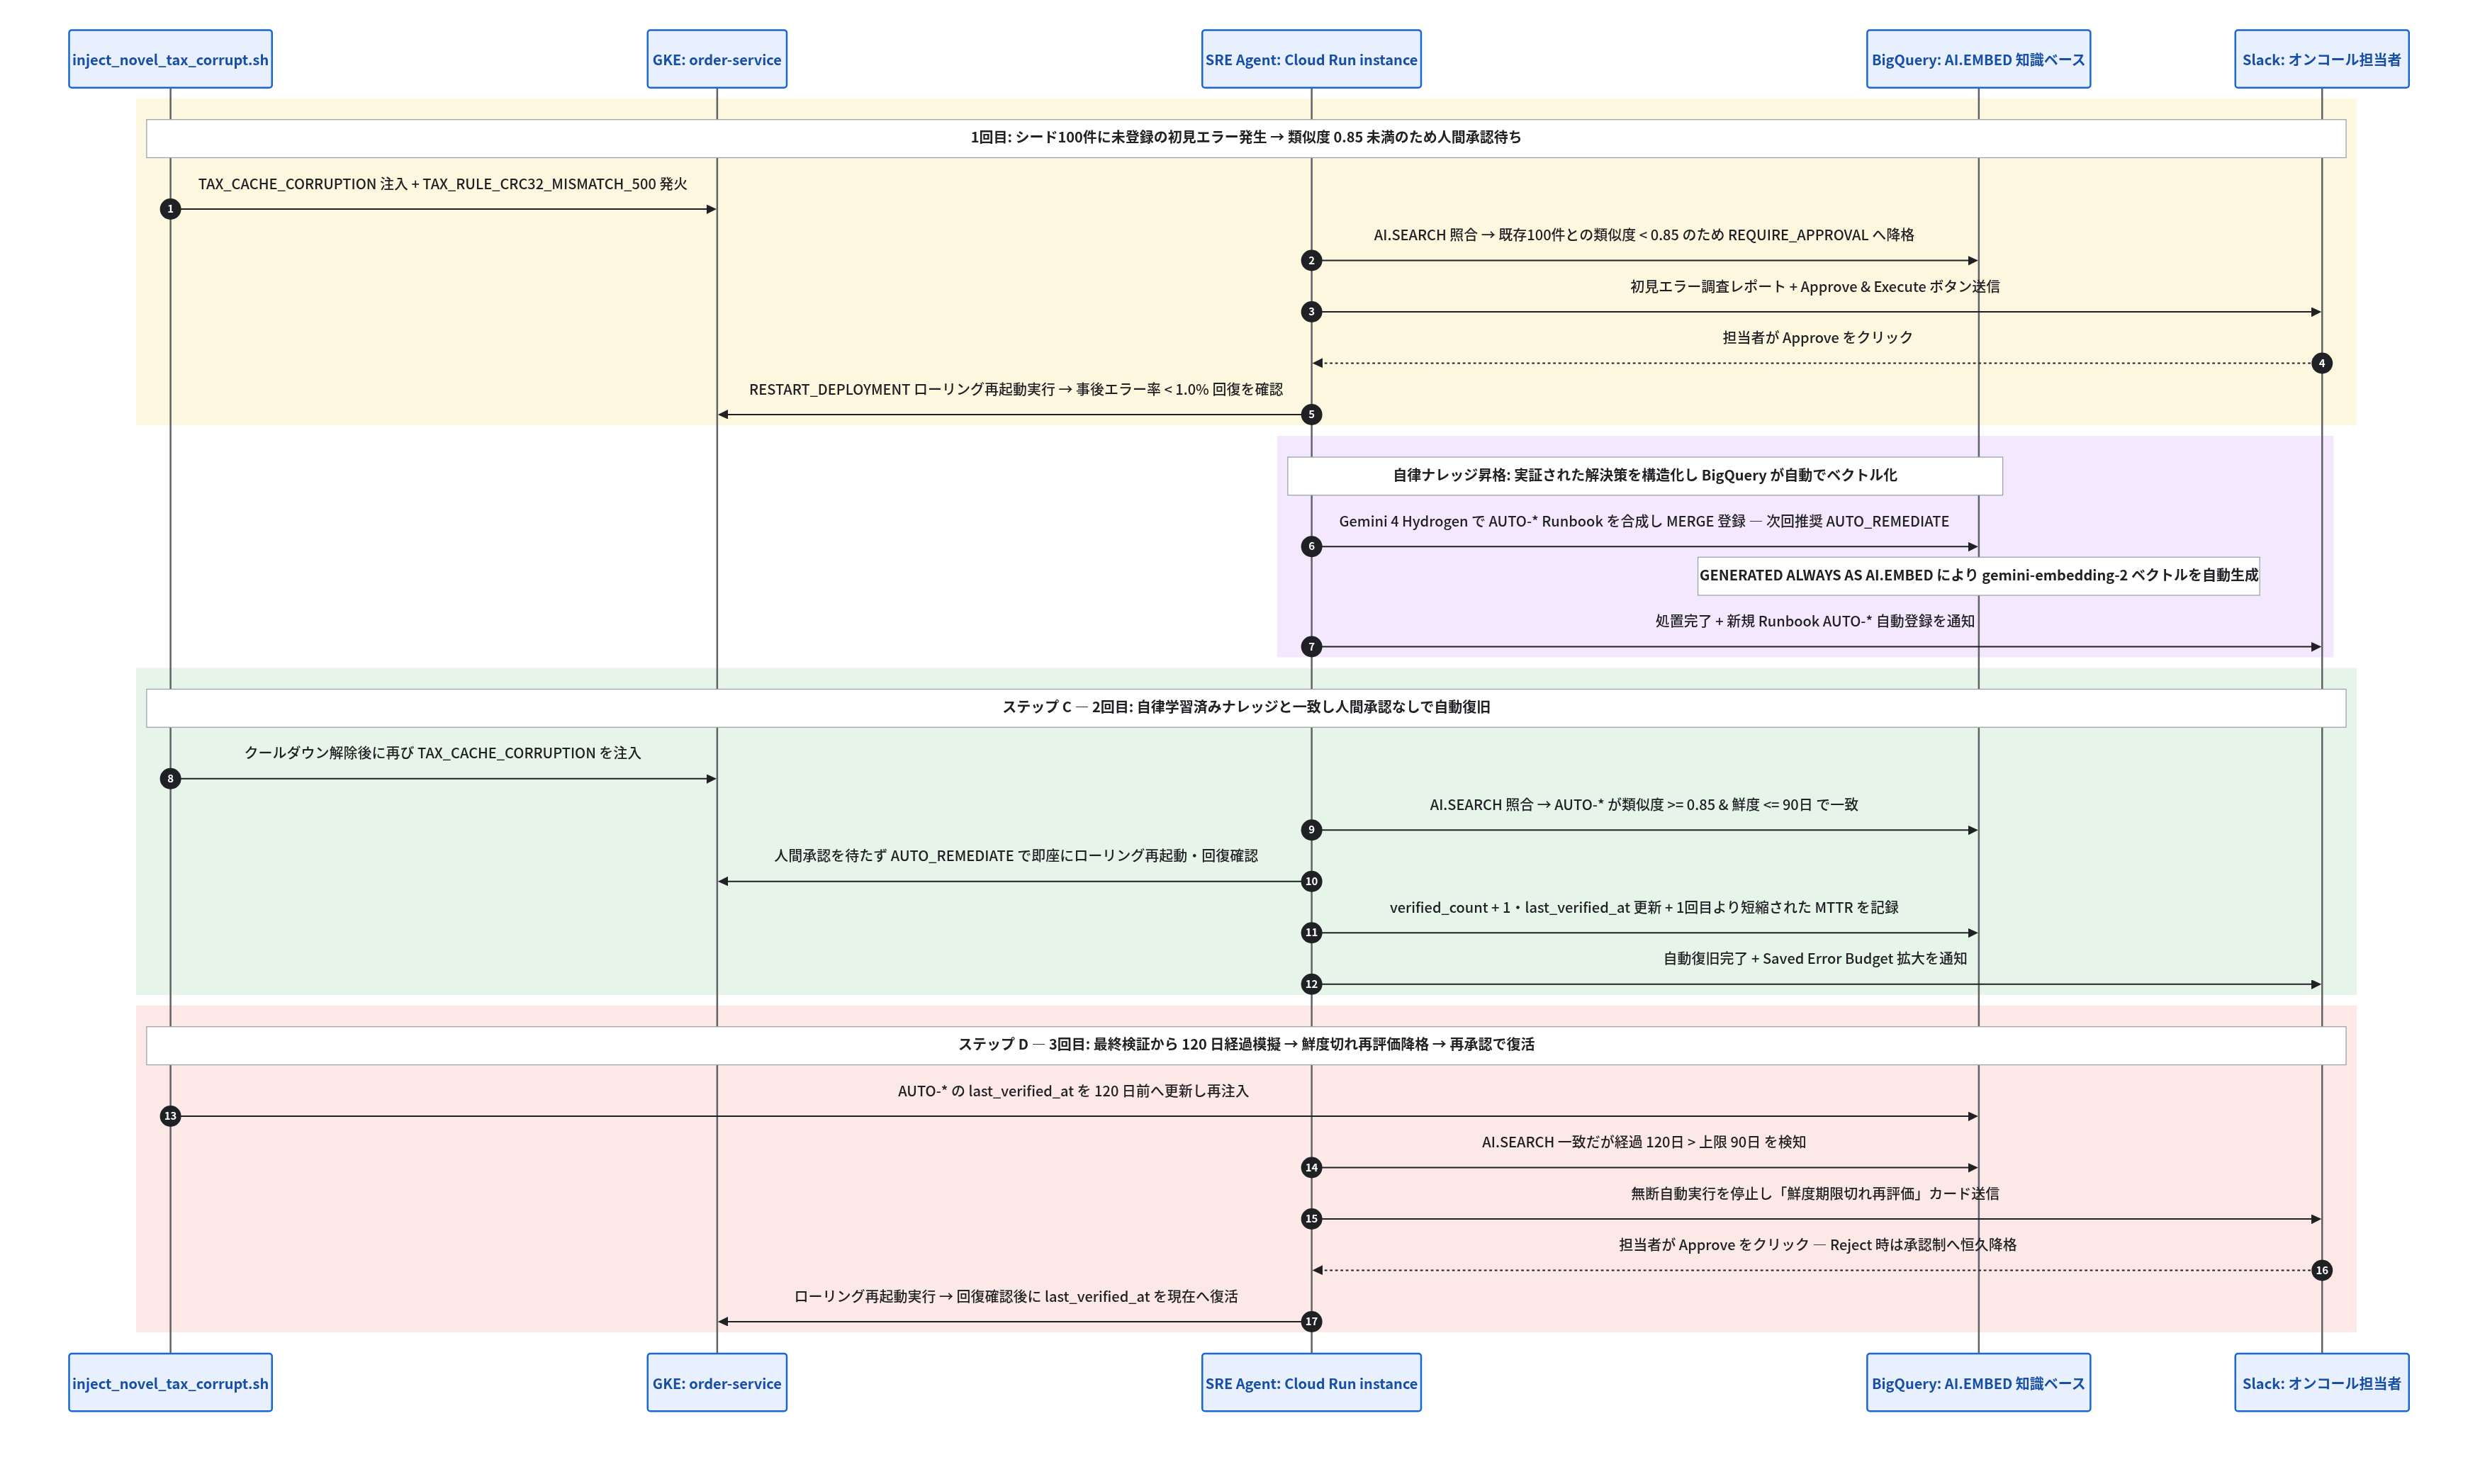 inject_novel_tax_corrupt.sh
GKE: order-service
SRE Agent: Cloud Run instance
BigQuery: AI.EMBED 知識ベース
Slack: オンコール担当者
1回目: シード100件に未登録の初見エラー発生 → 類似度 0.85 未満のため人間承認待ち
TAX_CACHE_CORRUPTION 注入 + TAX_RULE_CRC32_MISMATCH_500 発火
1
AI.SEARCH 照合 → 既存100件との類似度 < 0.85 のため REQUIRE_APPROVAL へ降格
2
初見エラー調査レポート + Approve & Execute ボタン送信
3
担当者が Approve をクリック
4
RESTART_DEPLOYMENT ローリング再起動実行 → 事後エラー率 < 1.0% 回復を確認
5
自律ナレッジ昇格: 実証された解決策を構造化し BigQuery が自動でベクトル化
Gemini 4 Hydrogen で AUTO-* Runbook を合成し MERGE 登録 — 次回推奨 AUTO_REMEDIATE
6
GENERATED ALWAYS AS AI.EMBED により gemini-embedding-2 ベクトルを自動生成
処置完了 + 新規 Runbook AUTO-* 自動登録を通知
7
ステップ C — 2回目: 自律学習済みナレッジと一致し人間承認なしで自動復旧
クールダウン解除後に再び TAX_CACHE_CORRUPTION を注入
8
AI.SEARCH 照合 → AUTO-* が類似度 >= 0.85 & 鮮度 <= 90日 で一致
9
人間承認を待たず AUTO_REMEDIATE で即座にローリング再起動・回復確認
10
verified_count + 1・last_verified_at 更新 + 1回目より短縮された MTTR を記録
11
自動復旧完了 + Saved Error Budget 拡大を通知
12
ステップ D — 3回目: 最終検証から 120 日経過模擬 → 鮮度切れ再評価降格 → 再承認で復活
AUTO-* の last_verified_at を 120 日前へ更新し再注入
13
AI.SEARCH 一致だが経過 120日 > 上限 90日 を検知
14
無断自動実行を停止し「鮮度期限切れ再評価」カード送信
15
担当者が Approve をクリック — Reject 時は承認制へ恒久降格
16
ローリング再起動実行 → 回復確認後に last_verified_at を現在へ復活
17
inject_novel_tax_corrupt.sh
GKE: order-service
SRE Agent: Cloud Run instance
BigQuery: AI.EMBED 知識ベース
Slack: オンコール担当者